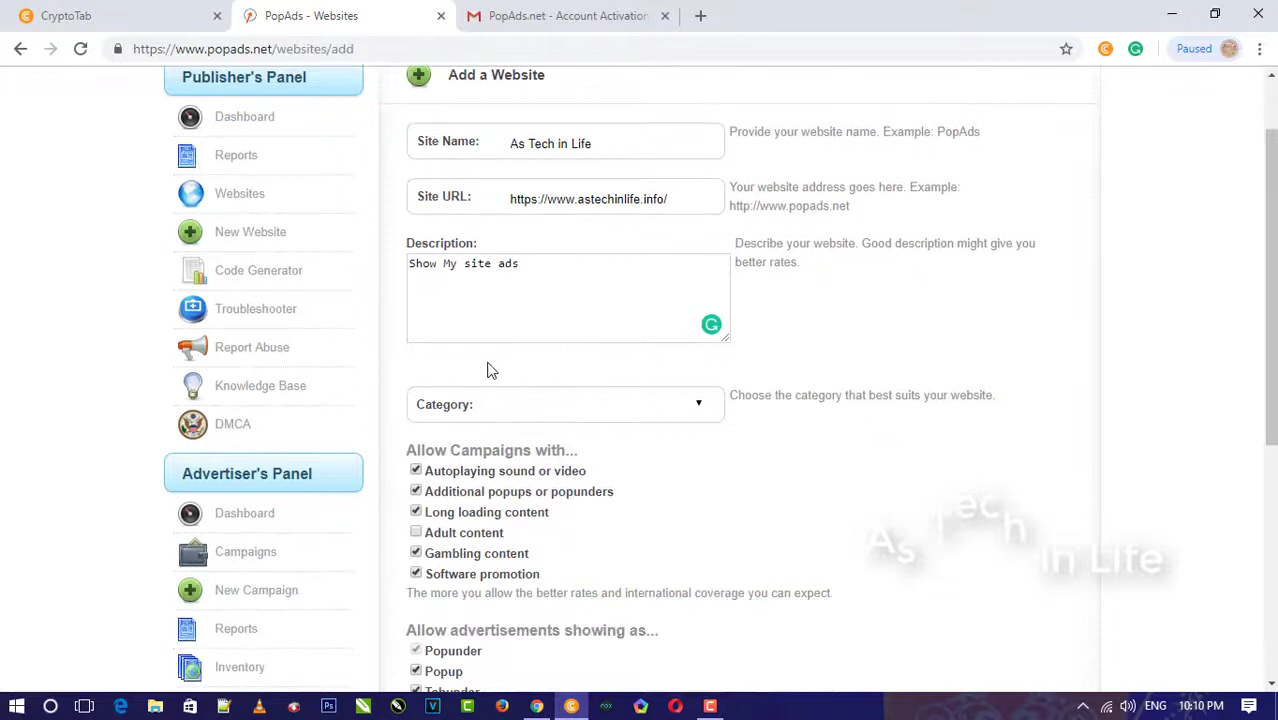 CryptoTab
PopAds - Websites
PopAds.net - Account Activation
https://www.popads.net/websites/add
Paused
Publisher's Panel
Dashboard
Reports
Websites
New Website
Code Generator
Troubleshooter
Report Abuse
Knowledge Base
DMCA
Advertiser's Panel
Dashboard
Campaigns
New Campaign
Reports
Inventory
Add a Website
Site Name: As Tech in Life
Provide your website name. Example: PopAds
Site URL: https://www.astechinlife.info/
Your website address goes here. Example:
http://www.popads.net
Description:
Show My site ads
Describe your website. Good description might give you
better rates.
Category:
Choose the category that best suits your website.
Allow Campaigns with...
Autoplaying sound or video
Additional popups or popunders
Long loading content
Adult content
Gambling content
Software promotion
The more you allow the better rates and international coverage you can expect.
Allow advertisements showing as...
Popunder
Popup
Tabunder
As Tech in Life
ENG
10:10 PM